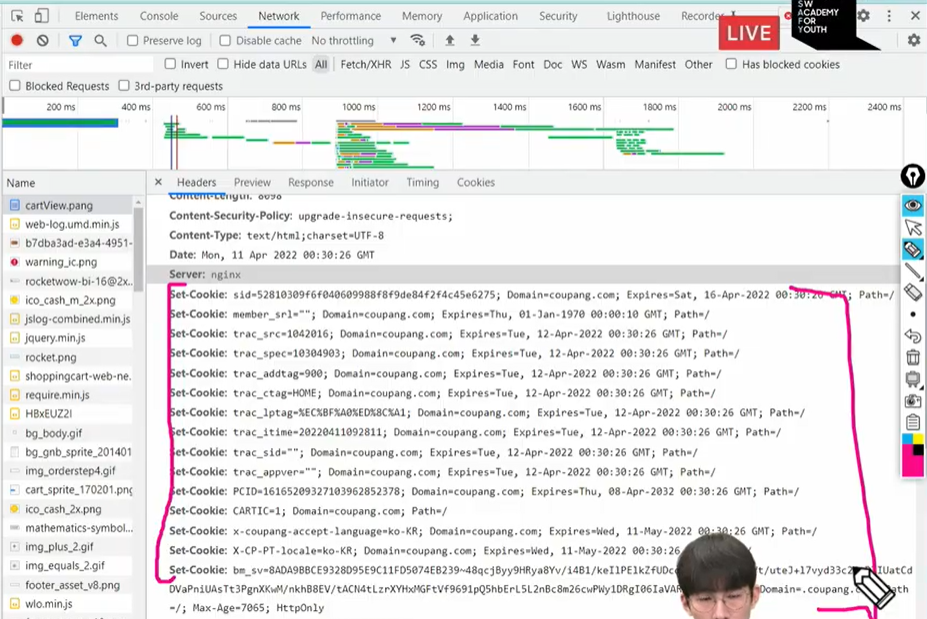 Elements Console Sources Network Performance Memory Application Security Lighthouse Recorder
SW
ACADEMY
FOR
YOUTH
LIVE
Preserve log Disable cache No throttling
Filter Invert Hide data URLs All Fetch/XHR JS CSS Img Media Font Doc WS Wasm Manifest Other Has blocked cookies
Blocked Requests 3rd-party requests
200 ms 400 ms 600 ms 800 ms 1000 ms 1200 ms 1400 ms 1600 ms 1800 ms 2000 ms 2200 ms 2400 ms
Name
cartView.pang
web-log.umd.min.js
b7dba3ad-e3a4-4951-
warning_ic.png
rocketwow-bi-16@2x...
ico_cash_m_2x.png
jslog-combined.min.js
jquery.min.js
rocket.png
shoppingcart-web-ne...
require.min.js
HBxEUZ2I
bg_body.gif
bg_gnb_sprite_201401
img_orderstep4.gif
cart_sprite_170201.png
ico_cash_2x.png
mathematics-symbol...
img_plus_2.gif
img_equals_2.gif
footer_asset_v8.png
wlo.min.js
Headers Preview Response Initiator Timing Cookies
Content-Length: 8098
Content-Security-Policy: upgrade-insecure-requests;
Content-Type: text/html;charset=UTF-8
Date: Mon, 11 Apr 2022 00:30:26 GMT
Server: nginx
Set-Cookie: sid=52810309f6f040609988f8f9de84f2f4c45e6275; Domain=coupang.com; Expires=Sat, 16-Apr-2022 00:30:26 GMT; Path=/
Set-Cookie: member_srl=""; Domain=coupang.com; Expires=Thu, 01-Jan-1970 00:00:10 GMT; Path=/
Set-Cookie: trac_src=1042016; Domain=coupang.com; Expires=Tue, 12-Apr-2022 00:30:26 GMT; Path=/
Set-Cookie: trac_spec=10304903; Domain=coupang.com; Expires=Tue, 12-Apr-2022 00:30:26 GMT; Path=/
Set-Cookie: trac_addtag=900; Domain=coupang.com; Expires=Tue, 12-Apr-2022 00:30:26 GMT; Path=/
Set-Cookie: trac_ctag=HOME; Domain=coupang.com; Expires=Tue, 12-Apr-2022 00:30:26 GMT; Path=/
Set-Cookie: trac_lptag=%EC%BF%A0%ED%8C%A1; Domain=coupang.com; Expires=Tue, 12-Apr-2022 00:30:26 GMT; Path=/
Set-Cookie: trac_itime=20220411092811; Domain=coupang.com; Expires=Tue, 12-Apr-2022 00:30:26 GMT; Path=/
Set-Cookie: trac_sid=""; Domain=coupang.com; Expires=Tue, 12-Apr-2022 00:30:26 GMT; Path=/
Set-Cookie: trac_appver=""; Domain=coupang.com; Expires=Tue, 12-Apr-2022 00:30:26 GMT; Path=/
Set-Cookie: PCID=16165209327103962852378; Domain=coupang.com; Expires=Thu, 08-Apr-2032 00:30:26 GMT; Path=/
Set-Cookie: CARTIC=1; Domain=coupang.com; Path=/
Set-Cookie: x-coupang-accept-language=ko-KR; Domain=coupang.com; Expires=Wed, 11-May-2022 00:30:26 GMT; Path=/
Set-Cookie: X-CP-PT-locale=ko-KR; Domain=coupang.com; Expires=Wed, 11-May-2022 00:30:26 GMT; Path=/
Set-Cookie:
Domain=.coupang.c
=/; Max-Age=7065; HttpOnly